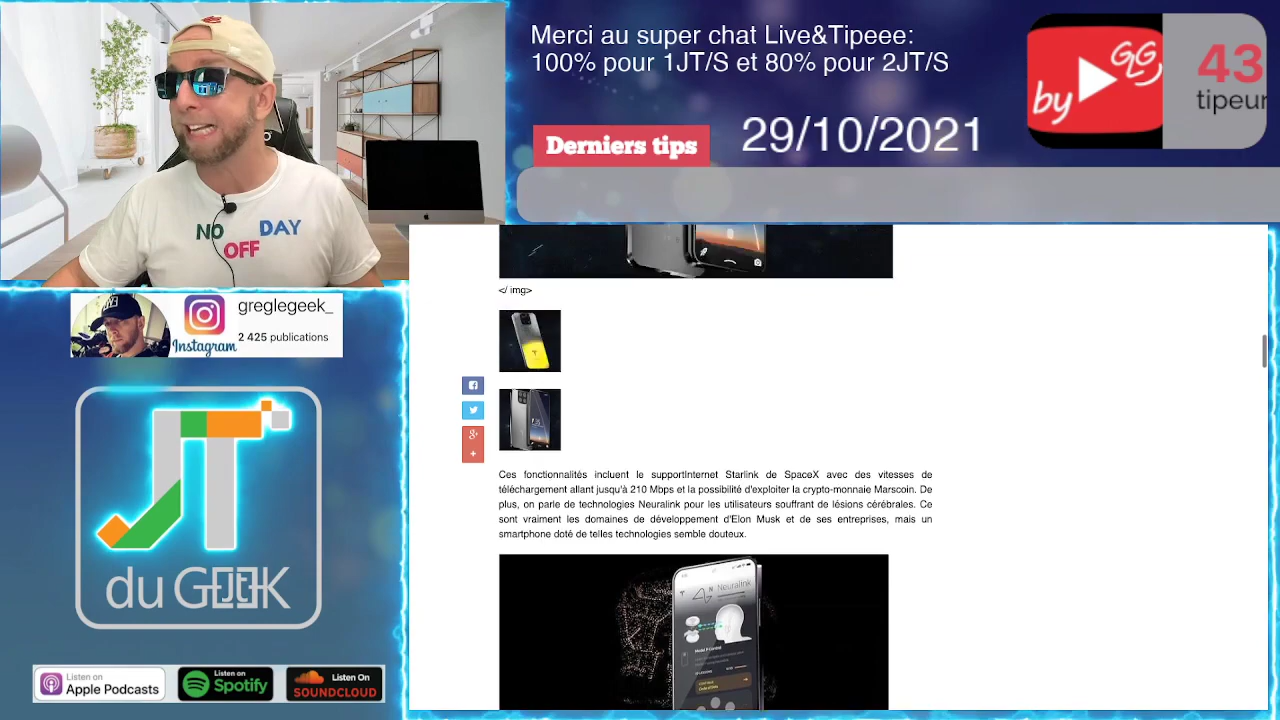 Merci au super chat Live&Tipeee:
100% pour 1JT/S et 80% pour 2JT/S
by GLG
43
tipeur
Derniers tips
29/10/2021
NO DAY
OFF
greglegeek_
2 425 publications
Instagram
JT
du GEEK
Listen on
Apple Podcasts
Listen on
Spotify
Listen On
SOUNDCLOUD
</ img>
Ces fonctionnalités incluent le supportInternet Starlink de SpaceX avec des vitesses de
téléchargement allant jusqu'à 210 Mbps et la possibilité d'exploiter la crypto-monnaie Marscoin. De
plus, on parle de technologies Neuralink pour les utilisateurs souffrant de lésions cérébrales. Ce
sont vraiment les domaines de développement d'Elon Musk et de ses entreprises, mais un
smartphone doté de telles technologies semble douteux.
Neuralink